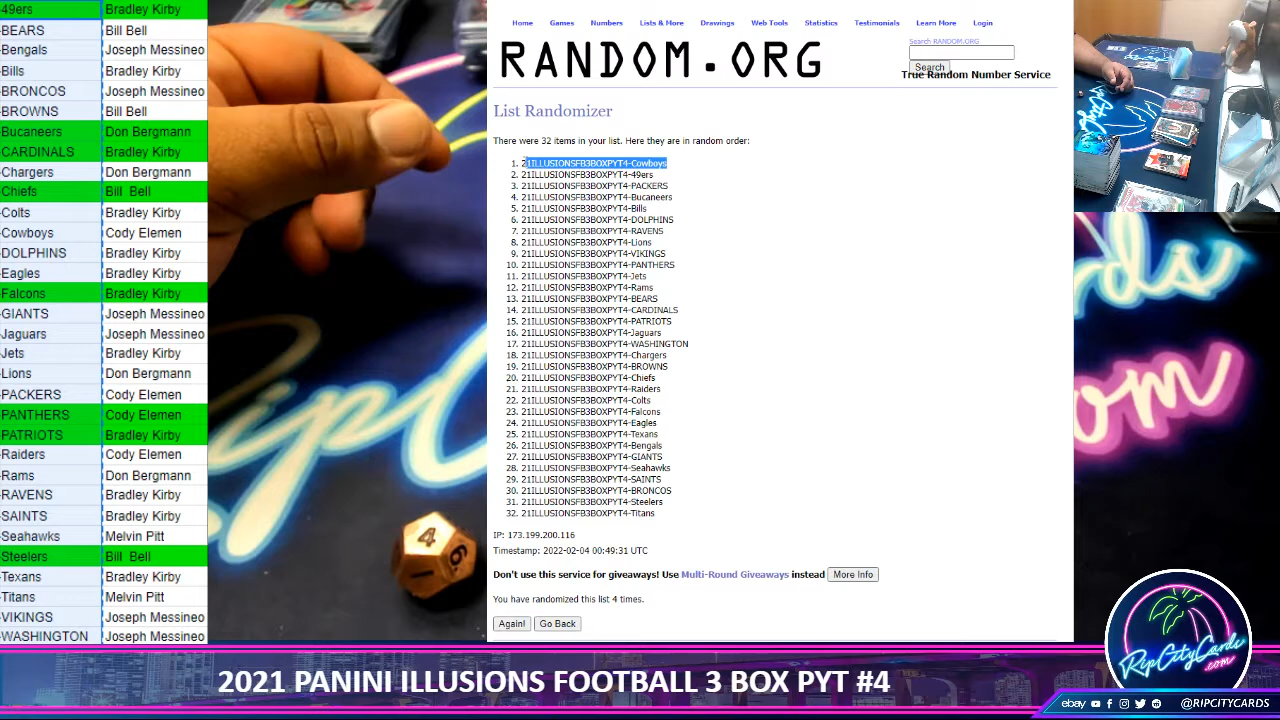 -49ers Bradley Kirby
-BEARS Bill Bell
-Bengals Joseph Messineo
-Bills Bradley Kirby
-BRONCOS Joseph Messineo
-BROWNS Bill Bell
-Bucaneers Don Bergmann
-CARDINALS Bradley Kirby
-Chargers Don Bergmann
-Chiefs Bill Bell
-Colts Bradley Kirby
-Cowboys Cody Elemen
-DOLPHINS Bradley Kirby
-Eagles Bradley Kirby
-Falcons Bradley Kirby
-GIANTS Joseph Messineo
-Jaguars Joseph Messineo
-Jets Bradley Kirby
-Lions Don Bergmann
-PACKERS Cody Elemen
-PANTHERS Cody Elemen
-PATRIOTS Bradley Kirby
-Raiders Cody Elemen
-Rams Don Bergmann
-RAVENS Bradley Kirby
-SAINTS Bradley Kirby
-Seahawks Melvin Pitt
-Steelers Bill Bell
-Texans Bradley Kirby
-Titans Melvin Pitt
-VIKINGS Joseph Messineo
-WASHINGTON Joseph Messineo
4
Home Games Numbers Lists & More Drawings Web Tools Statistics Testimonials Learn More Login
RANDOM.ORG
Search RANDOM.ORG
Search
True Random Number Service
List Randomizer
There were 32 items in your list. Here they are in random order:
1. 21ILLUSIONSFB3BOXPYT4-Cowboys
2. 21ILLUSIONSFB3BOXPYT4-49ers
3. 21ILLUSIONSFB3BOXPYT4-PACKERS
4. 21ILLUSIONSFB3BOXPYT4-Bucaneers
5. 21ILLUSIONSFB3BOXPYT4-Bills
6. 21ILLUSIONSFB3BOXPYT4-DOLPHINS
7. 21ILLUSIONSFB3BOXPYT4-RAVENS
8. 21ILLUSIONSFB3BOXPYT4-Lions
9. 21ILLUSIONSFB3BOXPYT4-VIKINGS
10. 21ILLUSIONSFB3BOXPYT4-PANTHERS
11. 21ILLUSIONSFB3BOXPYT4-Jets
12. 21ILLUSIONSFB3BOXPYT4-Rams
13. 21ILLUSIONSFB3BOXPYT4-BEARS
14. 21ILLUSIONSFB3BOXPYT4-CARDINALS
15. 21ILLUSIONSFB3BOXPYT4-PATRIOTS
16. 21ILLUSIONSFB3BOXPYT4-Jaguars
17. 21ILLUSIONSFB3BOXPYT4-WASHINGTON
18. 21ILLUSIONSFB3BOXPYT4-Chargers
19. 21ILLUSIONSFB3BOXPYT4-BROWNS
20. 21ILLUSIONSFB3BOXPYT4-Chiefs
21. 21ILLUSIONSFB3BOXPYT4-Raiders
22. 21ILLUSIONSFB3BOXPYT4-Colts
23. 21ILLUSIONSFB3BOXPYT4-Falcons
24. 21ILLUSIONSFB3BOXPYT4-Eagles
25. 21ILLUSIONSFB3BOXPYT4-Texans
26. 21ILLUSIONSFB3BOXPYT4-Bengals
27. 21ILLUSIONSFB3BOXPYT4-GIANTS
28. 21ILLUSIONSFB3BOXPYT4-Seahawks
29. 21ILLUSIONSFB3BOXPYT4-SAINTS
30. 21ILLUSIONSFB3BOXPYT4-BRONCOS
31. 21ILLUSIONSFB3BOXPYT4-Steelers
32. 21ILLUSIONSFB3BOXPYT4-Titans
IP: 173.199.200.116
Timestamp: 2022-02-04 00:49:31 UTC
Don't use this service for giveaways! Use Multi-Round Giveaways instead More Info
You have randomized this list 4 times.
Again! Go Back
2021 PANINI ILLUSIONS FOOTBALL 3 BOX PYT #4
RipCityCards
.com
ebay @RIPCITYCARDS